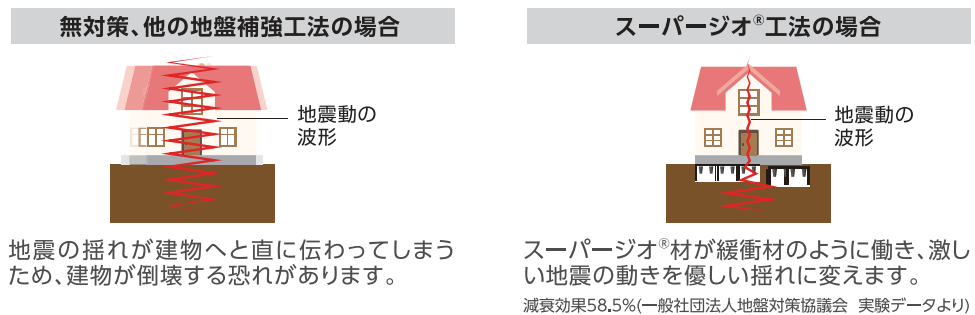 無対策、他の地盤補強工法の場合
地震動の
波形
地震の揺れが建物へと直に伝わってしまう
ため、建物が倒壊する恐れがあります。
スーパージオ®工法の場合
地震動の
波形
スーパージオ®材が緩衝材のように働き、激し
い地震の動きを優しい揺れに変えます。
減衰効果58.5%(一般社団法人地盤対策協議会 実験データより)